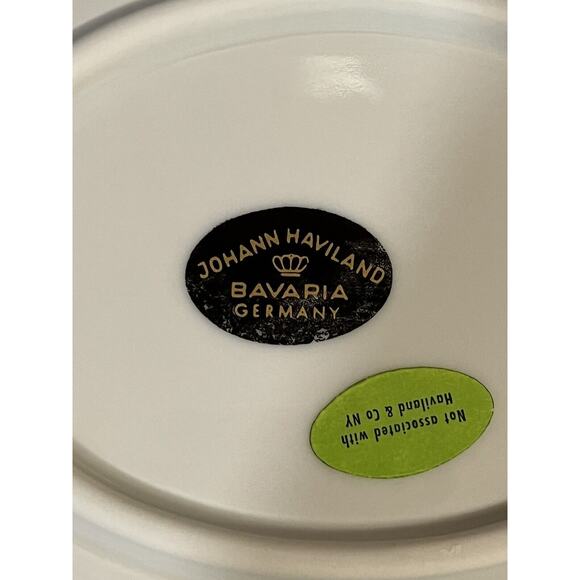 JOHANN HAVILAND
BAVARIA
GERMANY
Not associated with
Haviland & Co NY